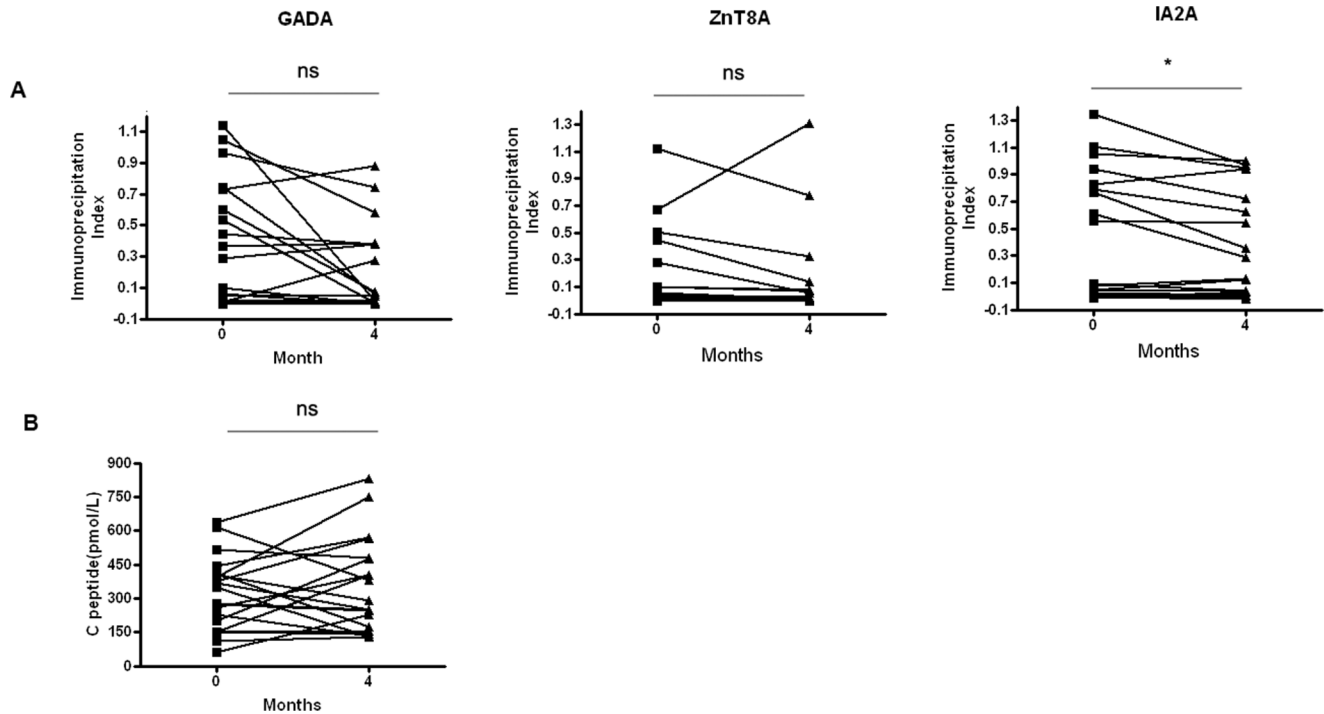 GADA
ZnT8A
IA2A
A
ns
ns
*
Immunoprecipitation
Index
1.1
0.9
0.7
0.5
0.3
0.1
-0.1
0
4
Month
Immunoprecipitation
Index
1.3
1.1
0.9
0.7
0.5
0.3
0.1
-0.1
0
4
Months
Immunoprecipitation
Index
1.3
1.1
0.9
0.7
0.5
0.3
0.1
-0.1
0
4
Months
B
ns
C peptide(pmol/L)
900
750
600
450
300
150
0
0
4
Months